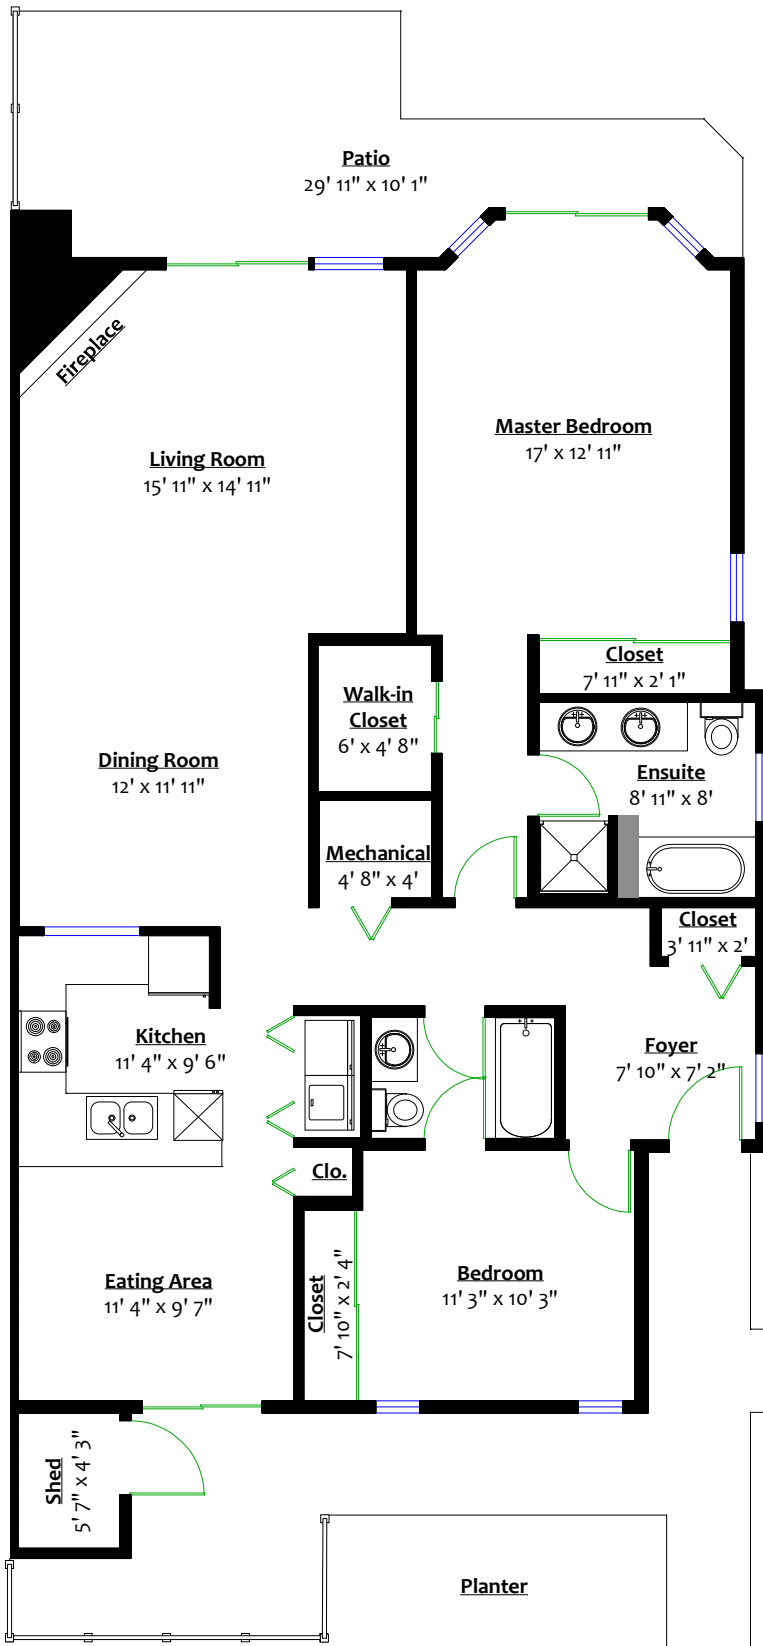 Patio
29' 11" x 10' 1"
Fireplace
Master Bedroom
17' x 12' 11"
Living Room
15' 11" x 14' 11"
Closet
7' 11" x 2' 1"
Walk-in
Closet
6' x 4' 8"
Dining Room
12' x 11' 11"
Ensuite
8' 11" x 8'
Mechanical
4' 8" x 4'
Closet
3' 11" x 2'
Kitchen
11' 4" x 9' 6"
Foyer
7' 10" x 7' 2"
Clo.
Eating Area
11' 4" x 9' 7"
Closet
7' 10" x 2' 4"
Bedroom
11' 3" x 10' 3"
Shed
5' 7" x 4' 3"
Planter